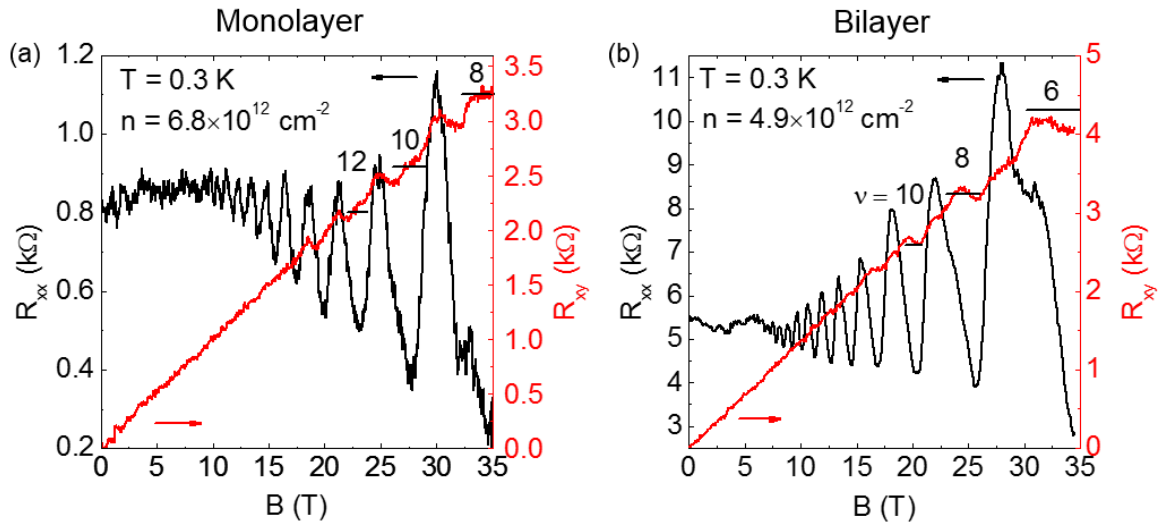 Monolayer
(a)
T = 0.3 K
n = 6.8×10¹² cm⁻²
8
10
12
1.2
1.0
0.8
0.6
0.4
0.2
R_xx (kΩ)
3.5
3.0
2.5
2.0
1.5
1.0
0.5
0.0
R_xy (kΩ)
0 5 10 15 20 25 30 35
B (T)
Bilayer
(b)
T = 0.3 K
n = 4.9×10¹² cm⁻²
6
8
ν = 10
11
10
9
8
7
6
5
4
3
R_xx (kΩ)
5
4
3
2
1
0
R_xy (kΩ)
0 5 10 15 20 25 30 35
B (T)